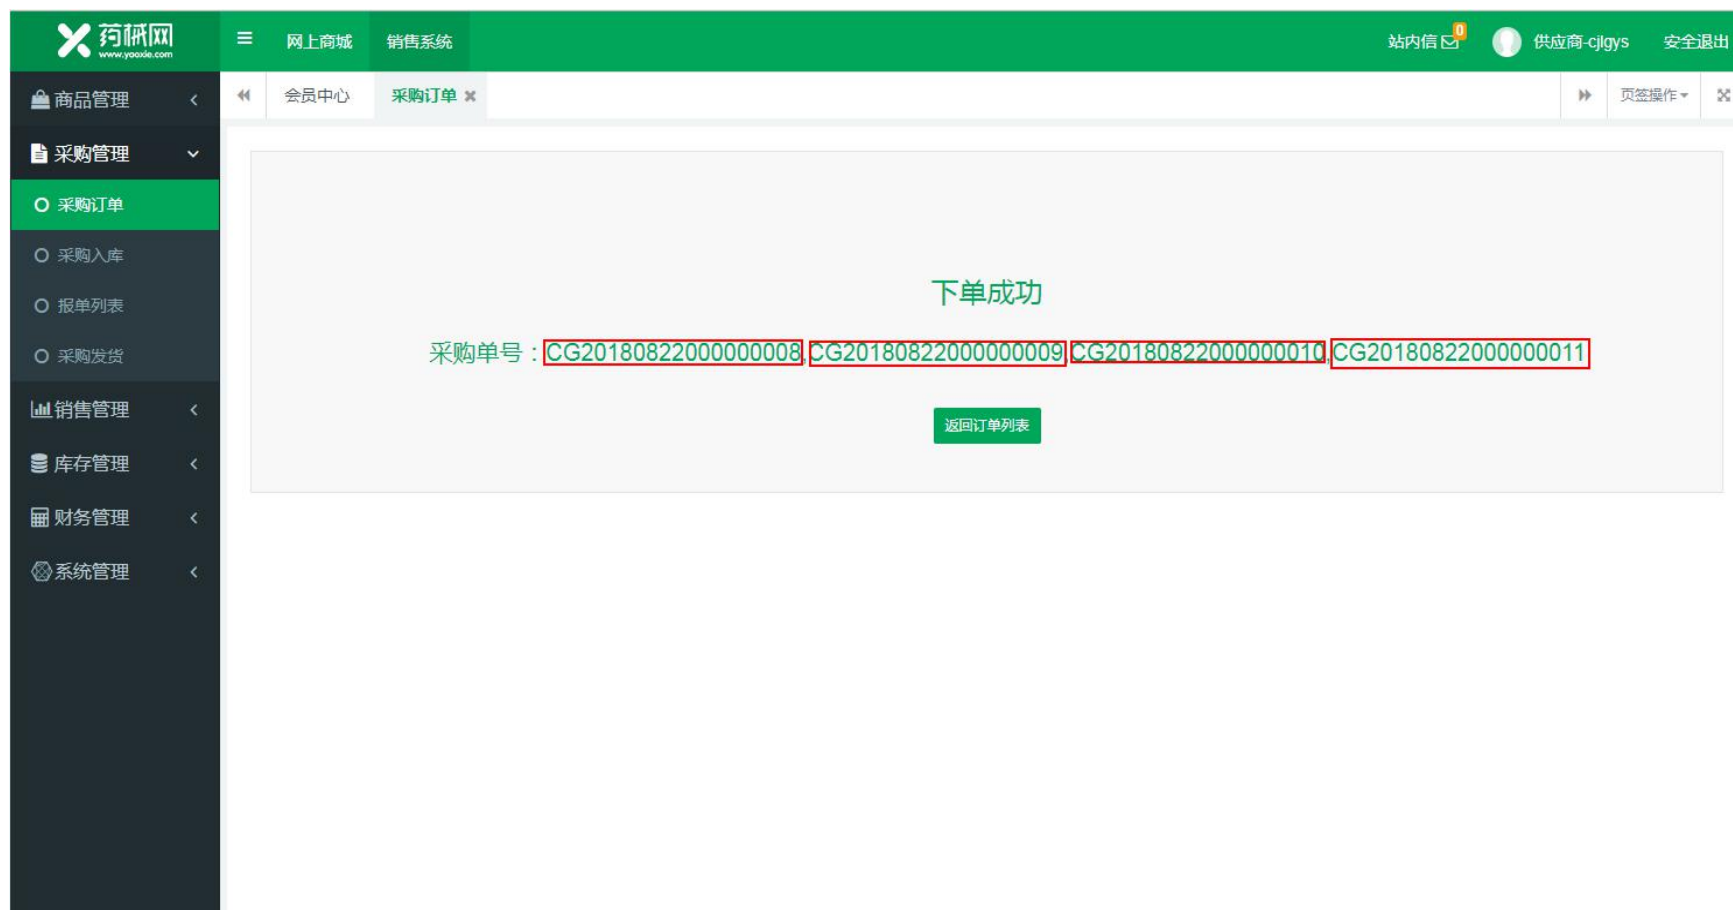 药械网
www.yooxie.com
网上商城 销售系统 站内信 0 供应商-cjlgys 安全退出
会员中心 采购订单 页签操作
商品管理
采购管理
采购订单
采购入库
报单列表
采购发货
销售管理
库存管理
财务管理
系统管理
下单成功
采购单号：CG20180822000000008,CG20180822000000009,CG20180822000000010,CG20180822000000011
返回订单列表